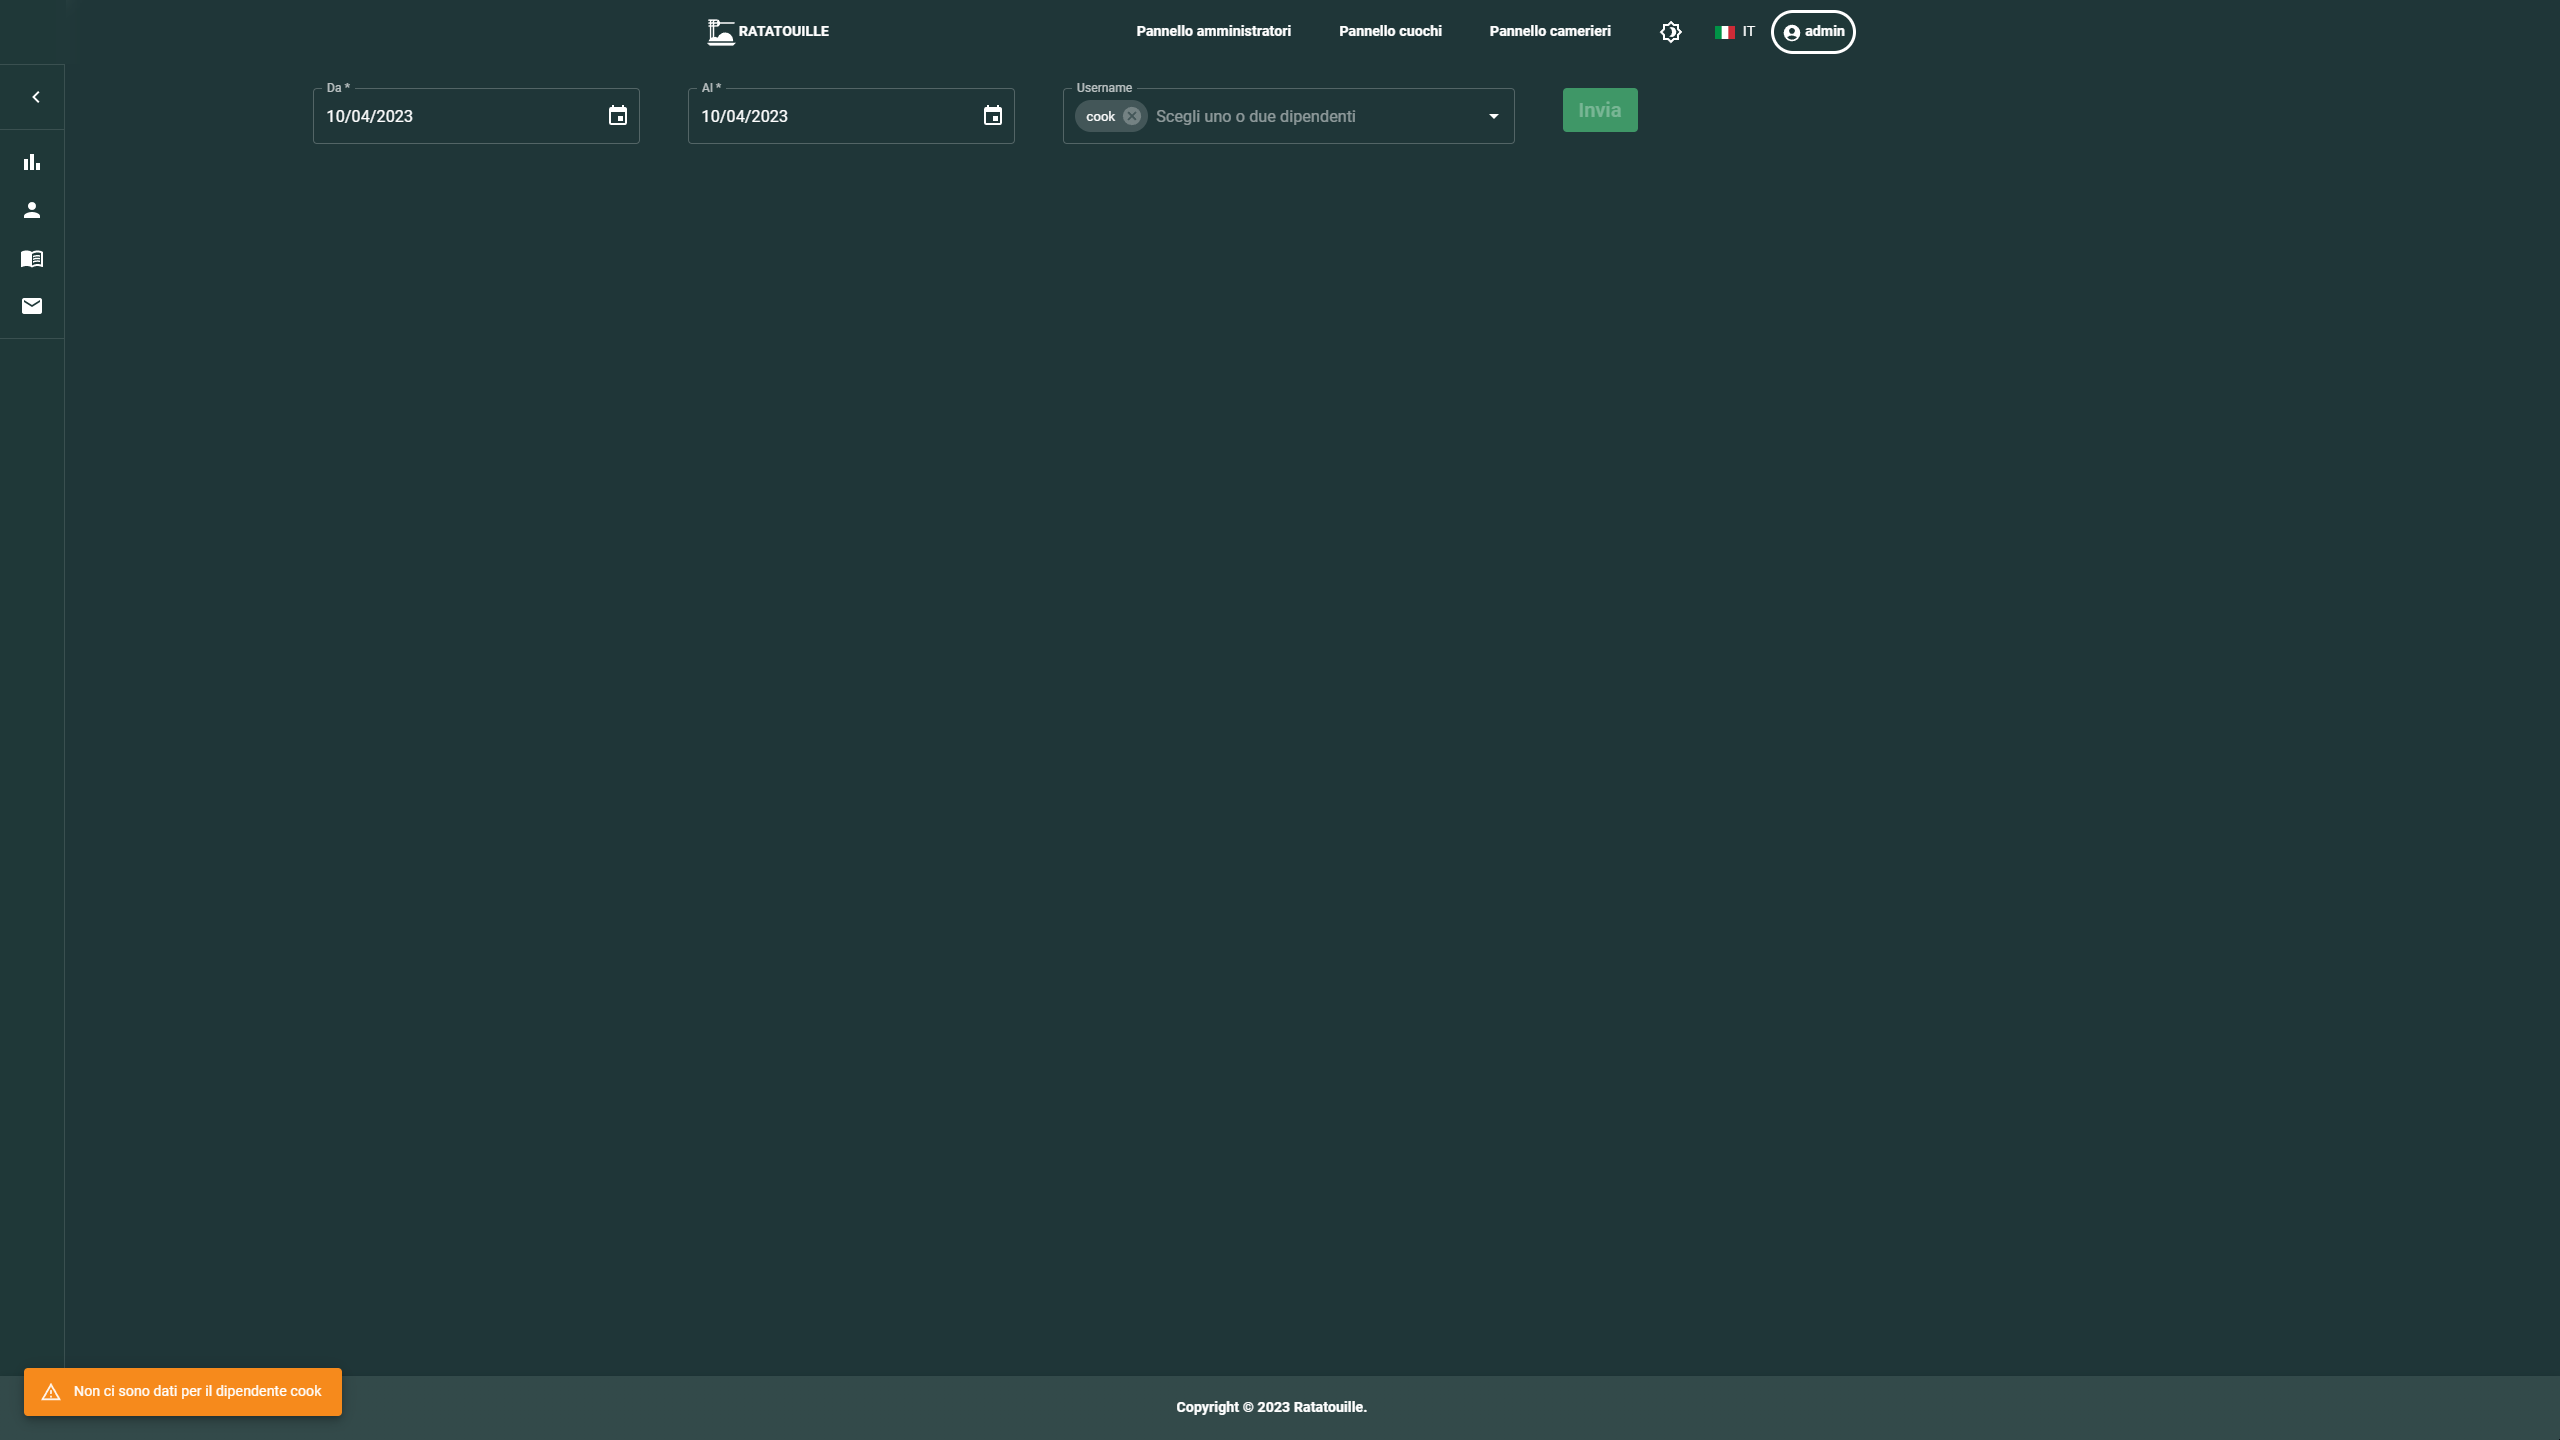 RATATOUILLE
Pannello amministratori
Pannello cuochi
Pannello camerieri
IT
admin
Da *
10/04/2023
Al *
10/04/2023
Username
cook
Scegli uno o due dipendenti
Invia
Non ci sono dati per il dipendente cook
Copyright © 2023 Ratatouille.